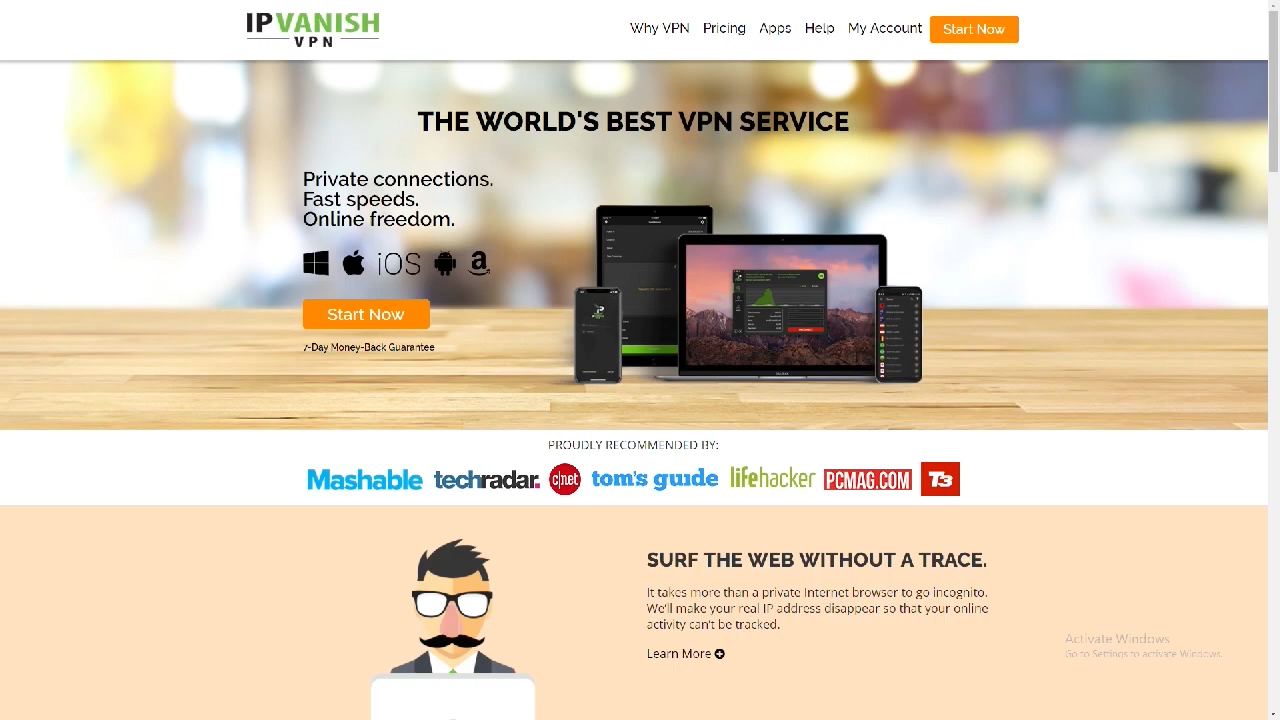 IPVANISH
VPN
Why VPN
Pricing
Apps
Help
My Account
Start Now
THE WORLD'S BEST VPN SERVICE
Private connections.
Fast speeds.
Online freedom.
iOS
Start Now
7-Day Money-Back Guarantee
PROUDLY RECOMMENDED BY:
Mashable
techradar.
c|net
tom's guide
lifehacker
PCMAG.COM
T3
SURF THE WEB WITHOUT A TRACE.
It takes more than a private Internet browser to go incognito.
We'll make your real IP address disappear so that your online
activity can't be tracked.
Learn More
Activate Windows
Go to Settings to activate Windows.